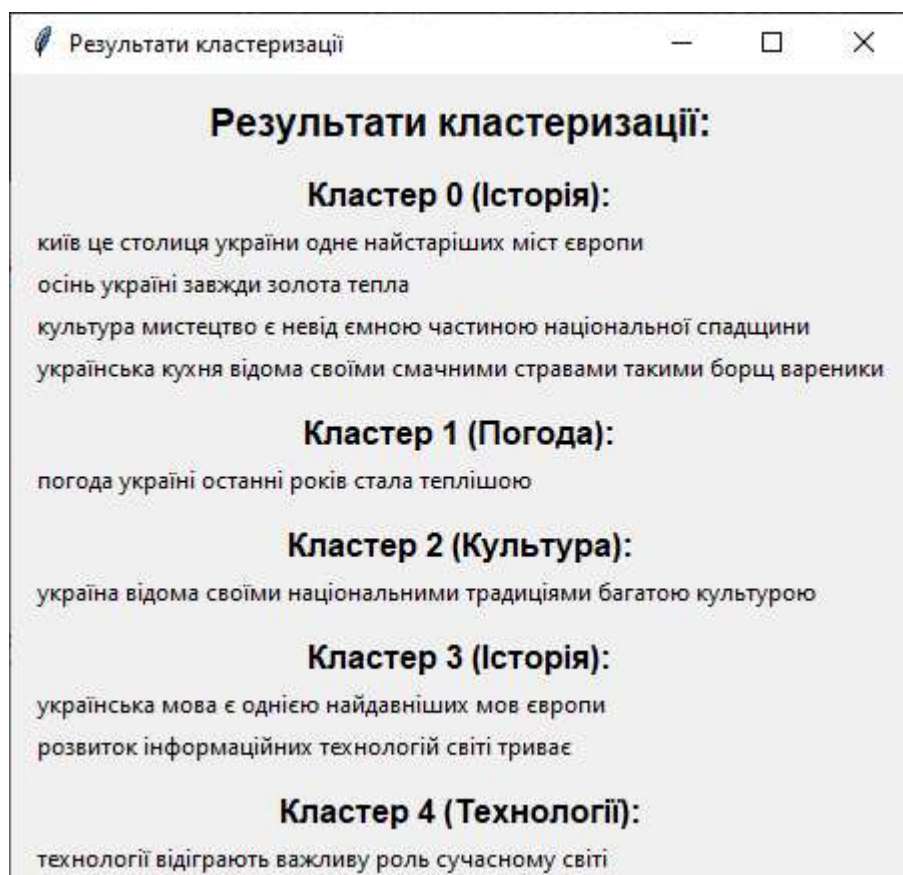 Результати кластеризації
Результати кластеризації:
Кластер 0 (Історія):
київ це столиця україни одне найстаріших міст європи
осінь україні завжди золота тепла
культура мистецтво є невід ємною частиною національної спадщини
українська кухня відома своїми смачними стравами такими борщ вареники
Кластер 1 (Погода):
погода україні останні років стала теплішою
Кластер 2 (Культура):
україна відома своїми національними традиціями багатою культурою
Кластер 3 (Історія):
українська мова є однією найдавніших мов європи
розвиток інформаційних технологій світі триває
Кластер 4 (Технології):
технології відіграють важливу роль сучасному світі